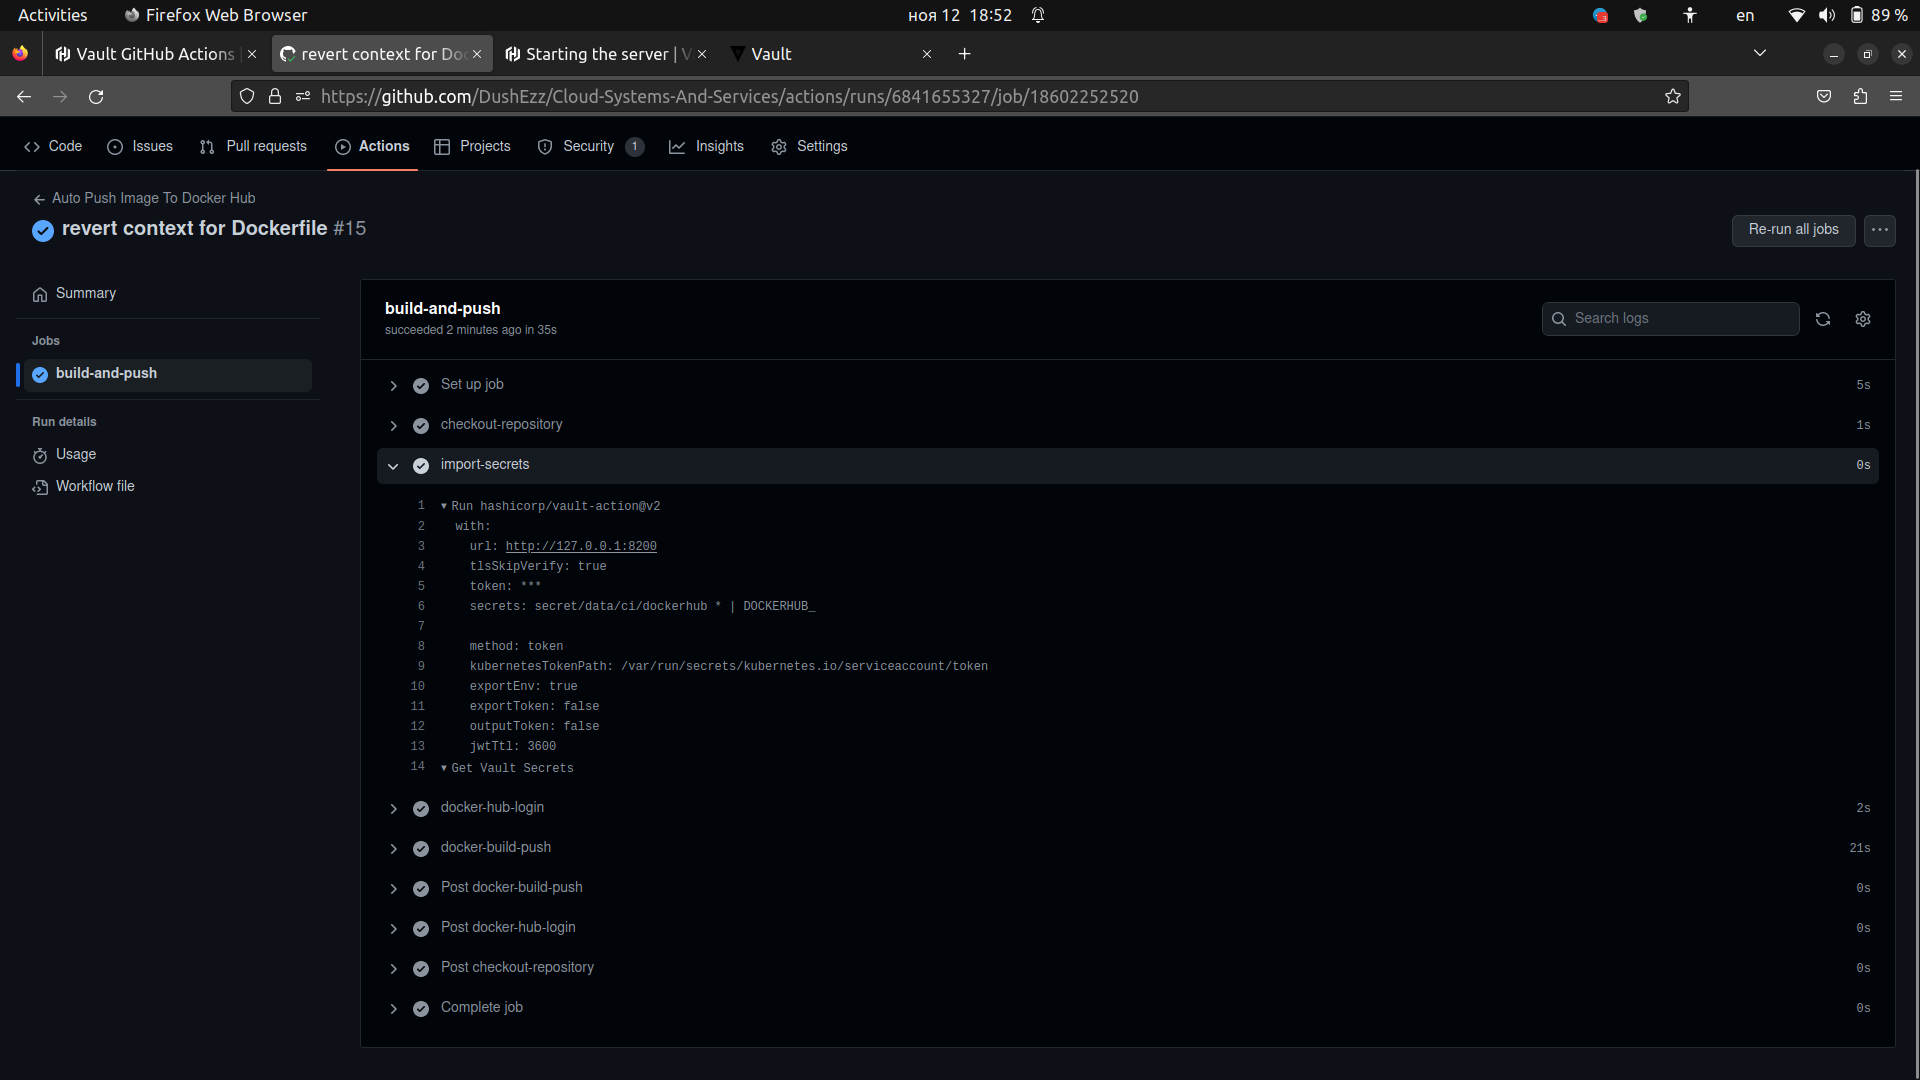 Activities Firefox Web Browser ноя 12 18:52 en 89 %
Vault GitHub Actions revert context for Doc Starting the server | V Vault
https://github.com/DushEzz/Cloud-Systems-And-Services/actions/runs/6841655327/job/18602252520
Code Issues Pull requests Actions Projects Security 1 Insights Settings
Auto Push Image To Docker Hub
revert context for Dockerfile #15
Re-run all jobs
Summary
Jobs
build-and-push
Run details
Usage
Workflow file
build-and-push
succeeded 2 minutes ago in 35s
Search logs
Set up job 5s
checkout-repository 1s
import-secrets 0s
1 Run hashicorp/vault-action@v2
2 with:
3 url: http://127.0.0.1:8200
4 tlsSkipVerify: true
5 token: ***
6 secrets: secret/data/ci/dockerhub * | DOCKERHUB_
7
8 method: token
9 kubernetesTokenPath: /var/run/secrets/kubernetes.io/serviceaccount/token
10 exportEnv: true
11 exportToken: false
12 outputToken: false
13 jwtTtl: 3600
14 Get Vault Secrets
docker-hub-login 2s
docker-build-push 21s
Post docker-build-push 0s
Post docker-hub-login 0s
Post checkout-repository 0s
Complete job 0s